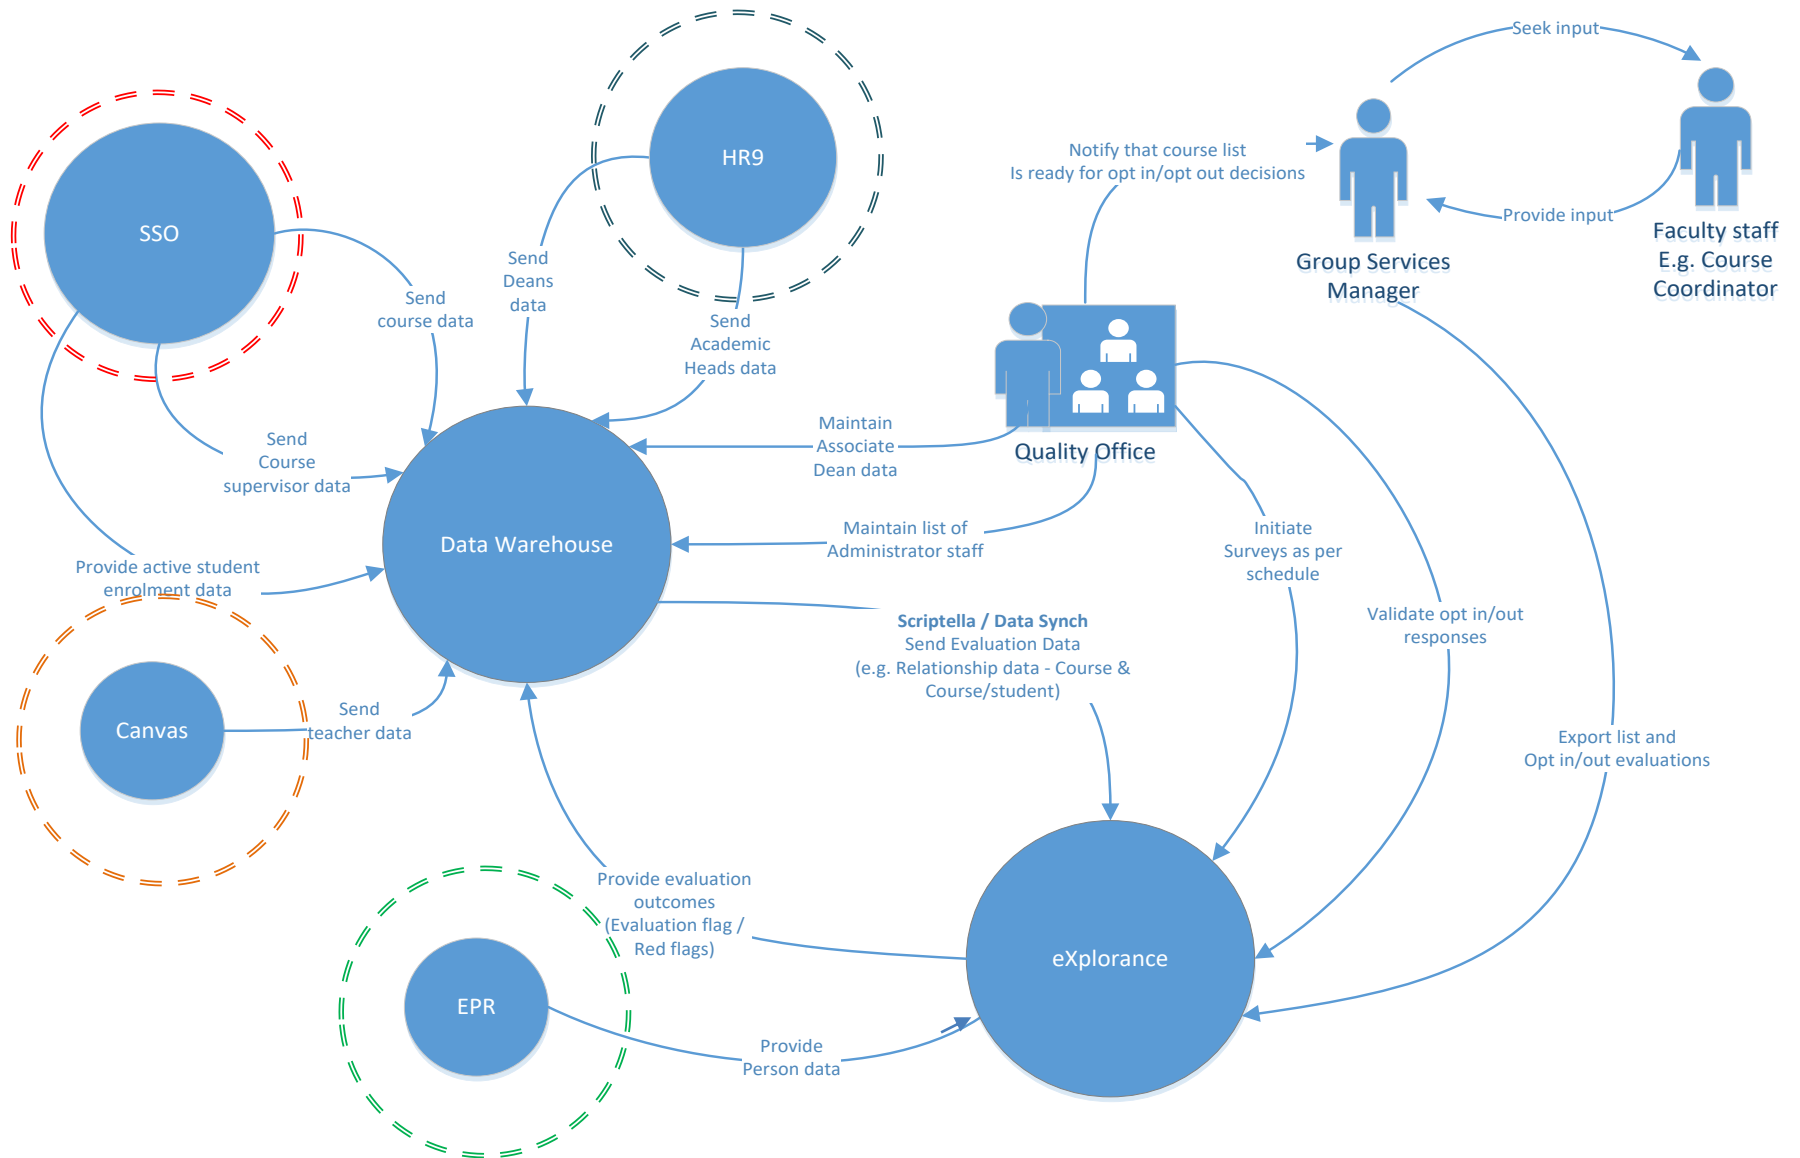 Seek input
HR9
Notify that course list
Is ready for opt in/opt out decisions
Provide input
SSO
Faculty staff
E.g. Course
Coordinator
Group Services
Manager
Send
Deans
data
Send
course data
Send
Academic
Heads data
Maintain
Associate
Dean data
Quality Office
Send
Course
supervisor data
Data Warehouse
Maintain list of
Administrator staff
Initiate
Surveys as per
schedule
Provide active student
enrolment data
Scriptella / Data Synch
Send Evaluation Data
(e.g. Relationship data - Course &
Course/student)
Validate opt in/out
responses
Canvas
Send
teacher data
Export list and
Opt in/out evaluations
Provide evaluation
outcomes
(Evaluation flag /
Red flags)
eXplorance
EPR
Provide
Person data